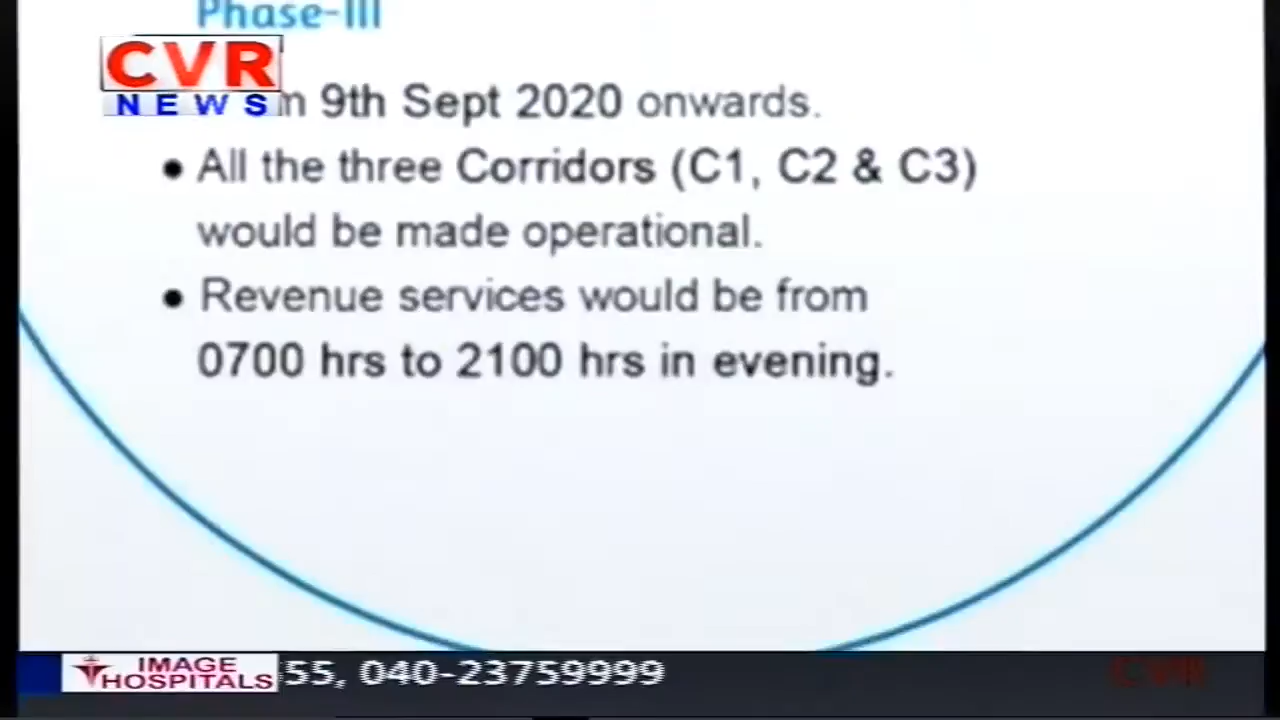 Phase-III
CVR
NEWS
m 9th Sept 2020 onwards.
• All the three Corridors (C1, C2 & C3)
would be made operational.
• Revenue services would be from
0700 hrs to 2100 hrs in evening.
IMAGE
HOSPITALS
55, 040-23759999
CVR